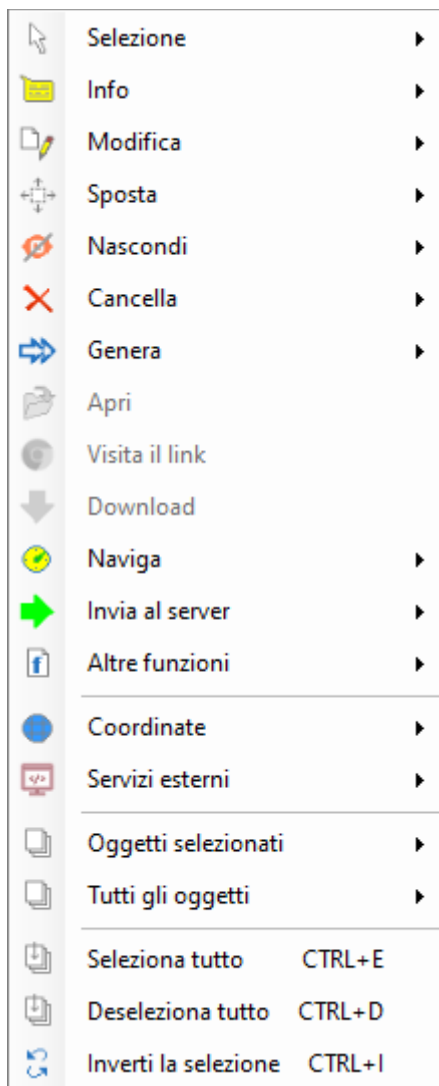 Selezione
Info
Modifica
Sposta
Nascondi
Cancella
Genera
Apri
Visita il link
Download
Naviga
Invia al server
Altre funzioni
Coordinate
Servizi esterni
Oggetti selezionati
Tutti gli oggetti
Seleziona tutto CTRL+E
Deseleziona tutto CTRL+D
Inverti la selezione CTRL+I